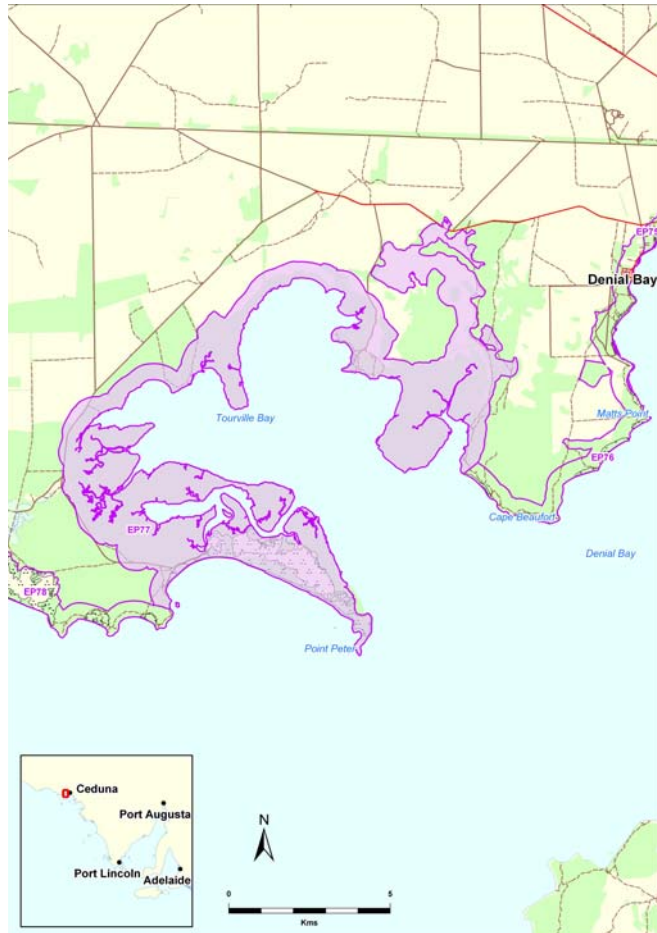 EP75
Denial Bay
Tourville Bay
Matts Point
EP76
Cape Beaufort
Denial Bay
EP77
EP78
Point Peter
Ceduna
Port Augusta
Port Lincoln
Adelaide
N
0
5
Kms